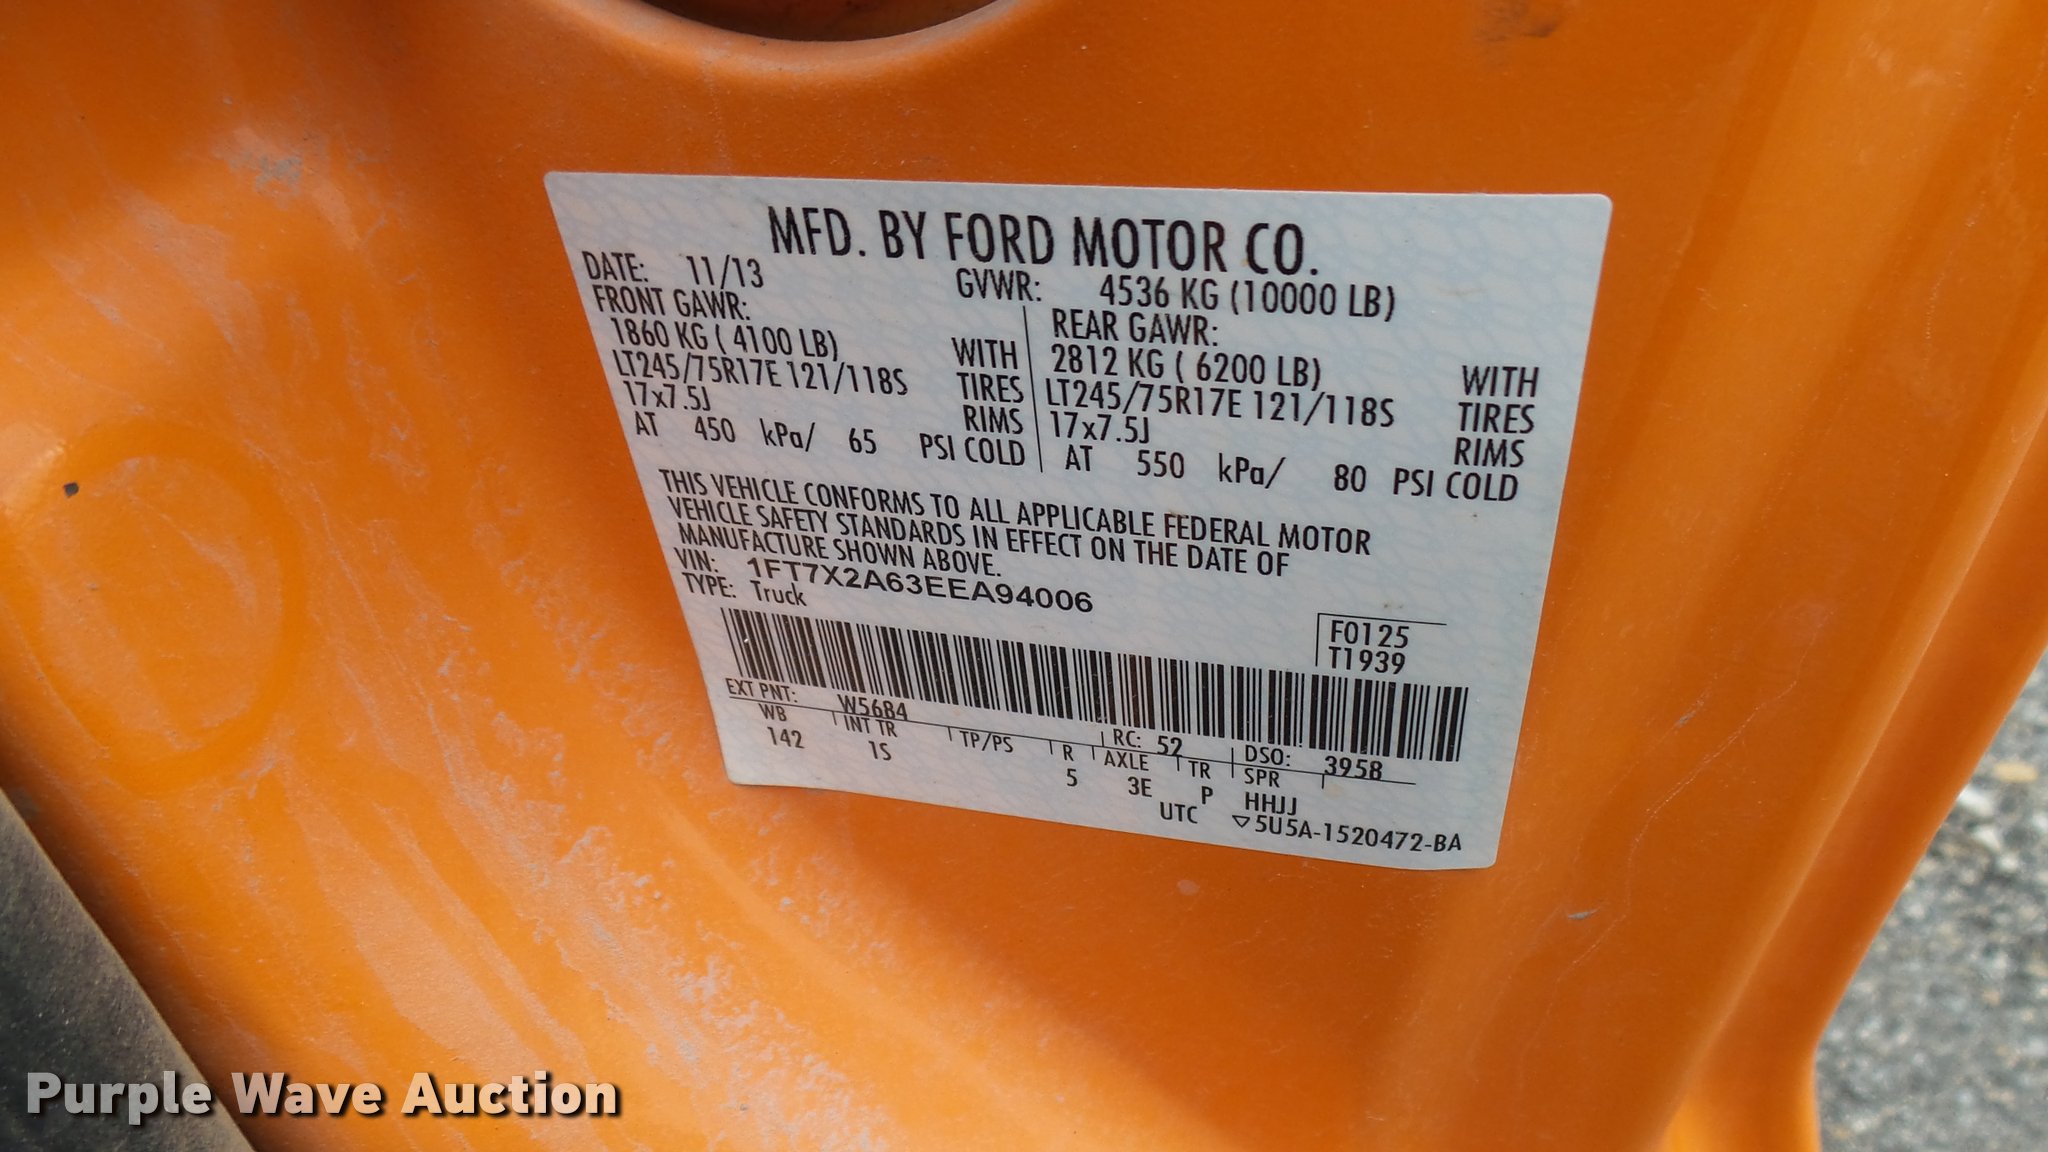 MFD. BY FORD MOTOR CO.
DATE: 11/13 GVWR: 4536 KG (10000 LB)
FRONT GAWR: REAR GAWR:
1860 KG ( 4100 LB) WITH 2812 KG ( 6200 LB) WITH
LT245/75R17E 121/118S TIRES LT245/75R17E 121/118S TIRES
17x7.5J RIMS 17x7.5J RIMS
AT 450 kPa/ 65 PSI COLD AT 550 kPa/ 80 PSI COLD
THIS VEHICLE CONFORMS TO ALL APPLICABLE FEDERAL MOTOR
VEHICLE SAFETY STANDARDS IN EFFECT ON THE DATE OF
MANUFACTURE SHOWN ABOVE.
VIN: 1FT7X2A63EEA94006
TYPE: Truck
F0125
T1939
EXT PNT: W5684 RC: 52 DSO: 3958
WB INT TR TP/PS R AXLE TR SPR
142 1S 5 3E P HHJJ
UTC ▽5U5A-1520472-BA
Purple Wave Auction